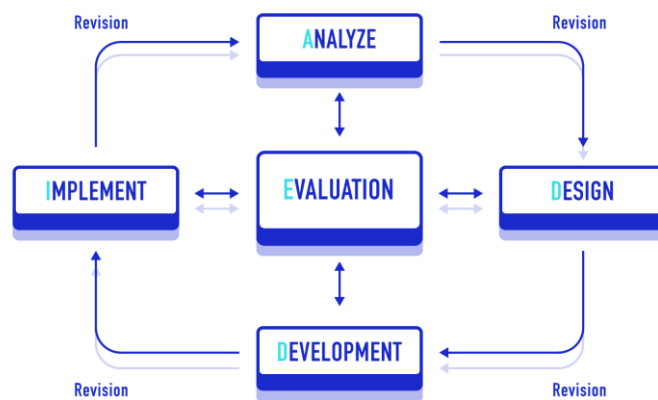 Revision
ANALYZE
Revision
IMPLEMENT
EVALUATION
DESIGN
DEVELOPMENT
Revision
Revision